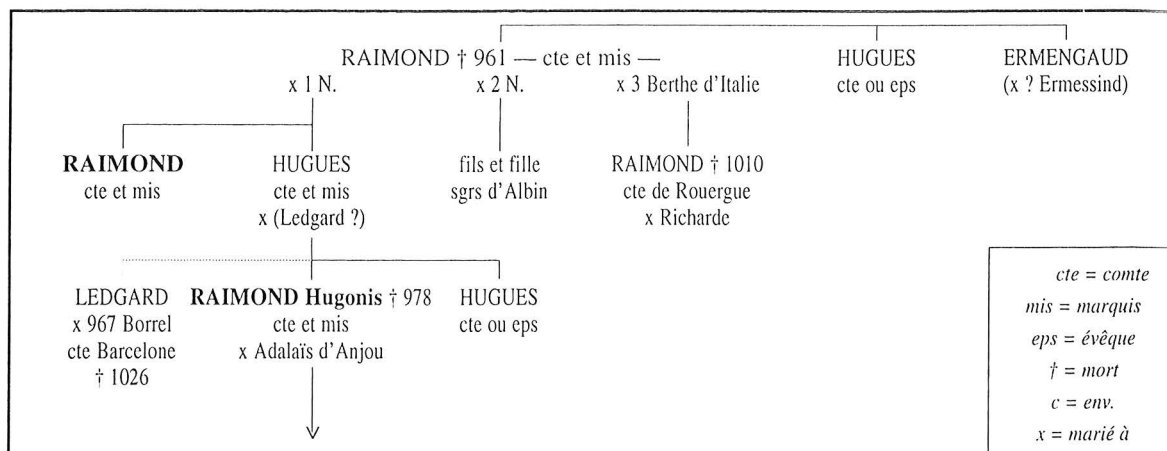 RAIMOND † 961 — cte et mis —
x 1 N.
x 2 N.
x 3 Berthe d'Italie
HUGUES
cte ou eps
ERMENGAUD
(x ? Ermessind)
RAIMOND
cte et mis
HUGUES
cte et mis
x (Ledgard ?)
fils et fille
sgrs d'Albin
RAIMOND † 1010
cte de Rouergue
x Richarde
LEDGARD
x 967 Borrel
cte Barcelone
† 1026
RAIMOND Hugonis † 978
cte et mis
x Adalaïs d'Anjou
HUGUES
cte ou eps
cte = comte
mis = marquis
eps = évêque
† = mort
c = env.
x = marié à